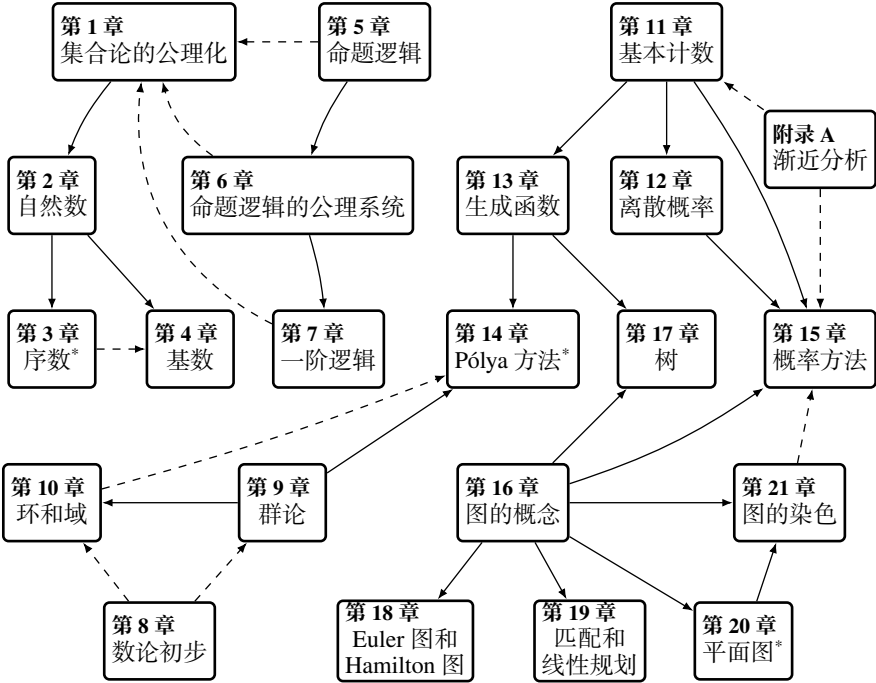 第 1 章
集合论的公理化
第 5 章
命题逻辑
第 11 章
基本计数
附录 A
渐近分析
第 2 章
自然数
第 6 章
命题逻辑的公理系统
第 13 章
生成函数
第 12 章
离散概率
第 3 章
序数*
第 4 章
基数
第 7 章
一阶逻辑
第 14 章
Pólya 方法*
第 17 章
树
第 15 章
概率方法
第 10 章
环和域
第 9 章
群论
第 16 章
图的概念
第 21 章
图的染色
第 8 章
数论初步
第 18 章
Euler 图和
Hamilton 图
第 19 章
匹配和
线性规划
第 20 章
平面图*